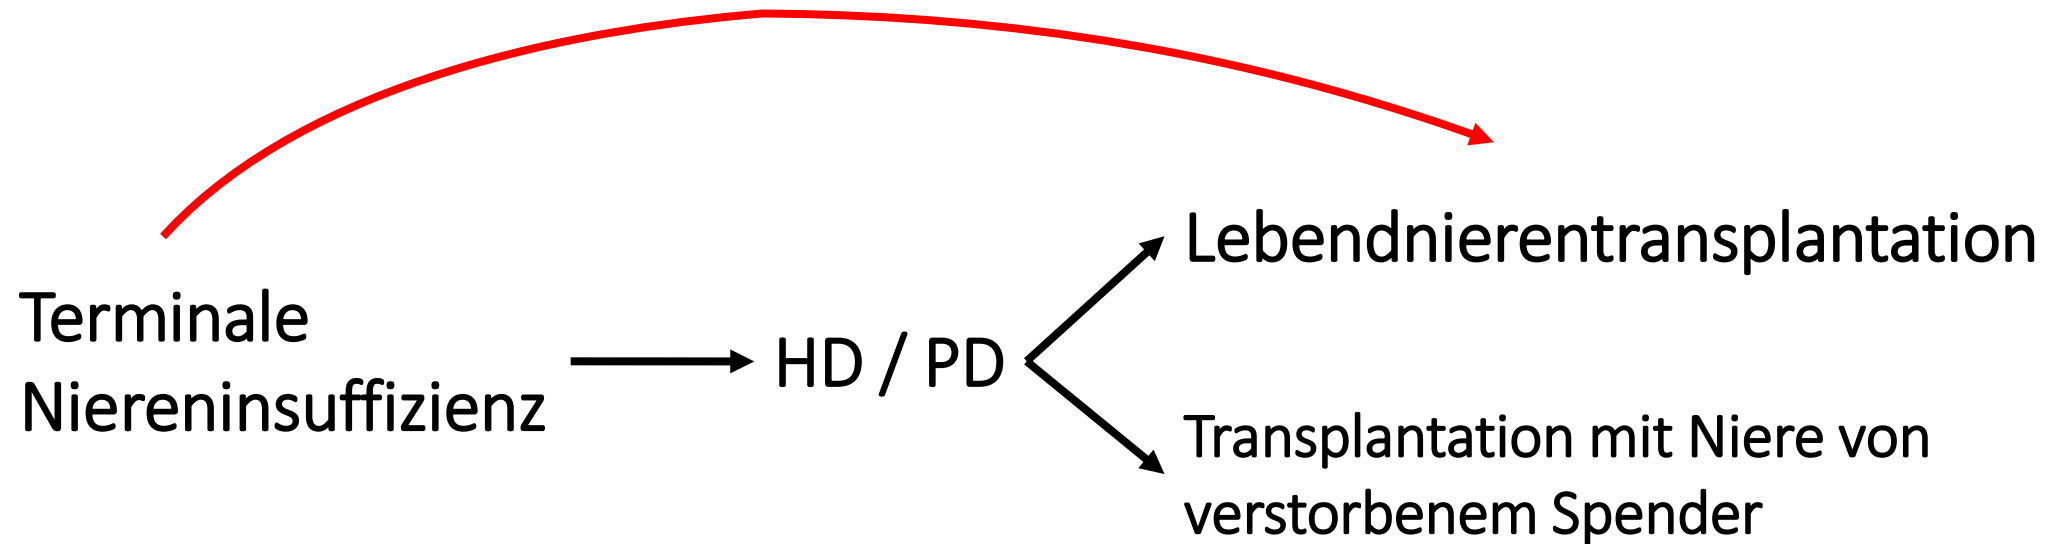 Terminale
Niereninsuffizienz
HD / PD
Lebendnierentransplantation
Transplantation mit Niere von
verstorbenem Spender